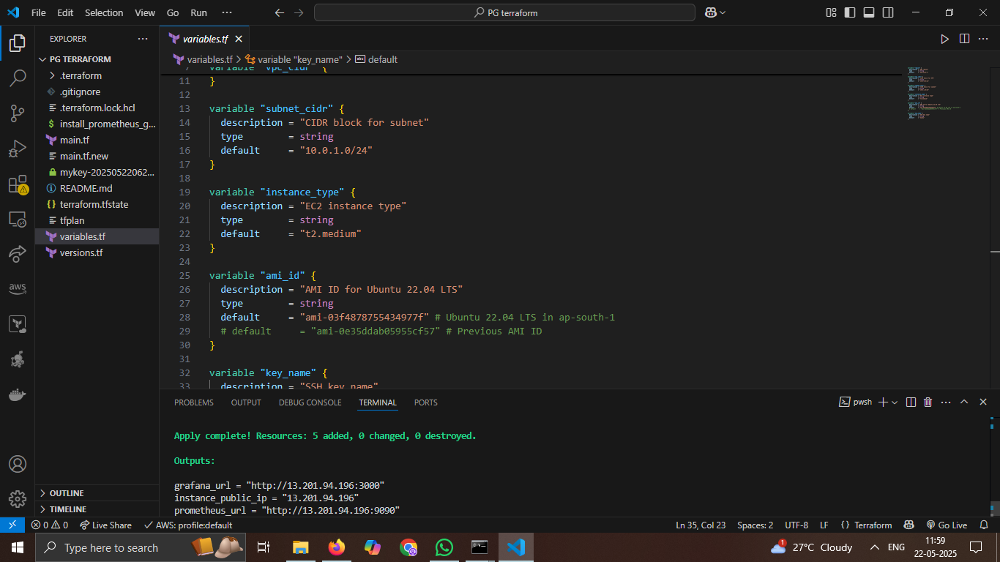 File Edit Selection View Go Run ···
PG terraform
EXPLORER ···
PG TERRAFORM
.terraform
.gitignore
.terraform.lock.hcl
install_prometheus_g...
main.tf
main.tf.new
mykey-20250522062...
README.md
terraform.tfstate
tfplan
variables.tf
versions.tf
OUTLINE
TIMELINE
aws
variables.tf
variables.tf > variable "key_name" > default
7 variable "vpc_cidr" {
11 }
12
13 variable "subnet_cidr" {
14 description = "CIDR block for subnet"
15 type = string
16 default = "10.0.1.0/24"
17 }
18
19 variable "instance_type" {
20 description = "EC2 instance type"
21 type = string
22 default = "t2.medium"
23 }
24
25 variable "ami_id" {
26 description = "AMI ID for Ubuntu 22.04 LTS"
27 type = string
28 default = "ami-03f4878755434977f" # Ubuntu 22.04 LTS in ap-south-1
29 # default = "ami-0e35ddab05955cf57" # Previous AMI ID
30 }
31
32 variable "key_name" {
33 description = "SSH key name"
PROBLEMS OUTPUT DEBUG CONSOLE TERMINAL PORTS
pwsh
Apply complete! Resources: 5 added, 0 changed, 0 destroyed.
Outputs:
grafana_url = "http://13.201.94.196:3000"
instance_public_ip = "13.201.94.196"
prometheus_url = "http://13.201.94.196:9090"
0 0 Live Share AWS: profile:default
Ln 35, Col 23 Spaces: 2 UTF-8 LF {} Terraform Go Live
Type here to search
1 27°C Cloudy ENG
11:59
22-05-2025